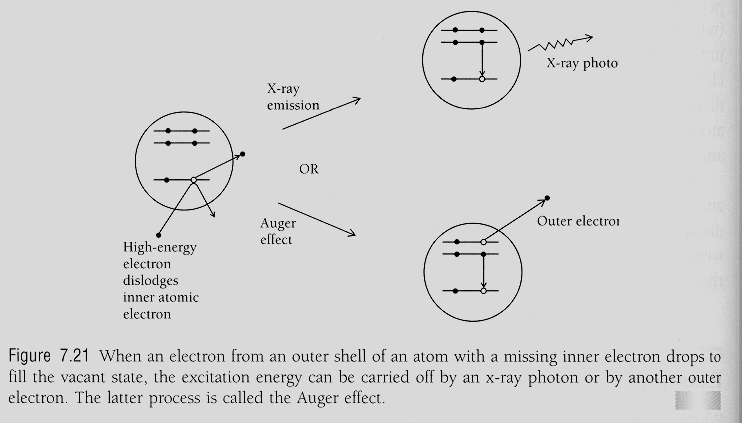 X-ray
emission
X-ray photo
OR
Auger
effect
Outer electro
High-energy
electron
dislodges
inner atomic
electron
Figure 7.21 When an electron from an outer shell of an atom with a missing inner electron drops to
fill the vacant state, the excitation energy can be carried off by an x-ray photon or by another outer
electron. The latter process is called the Auger effect.